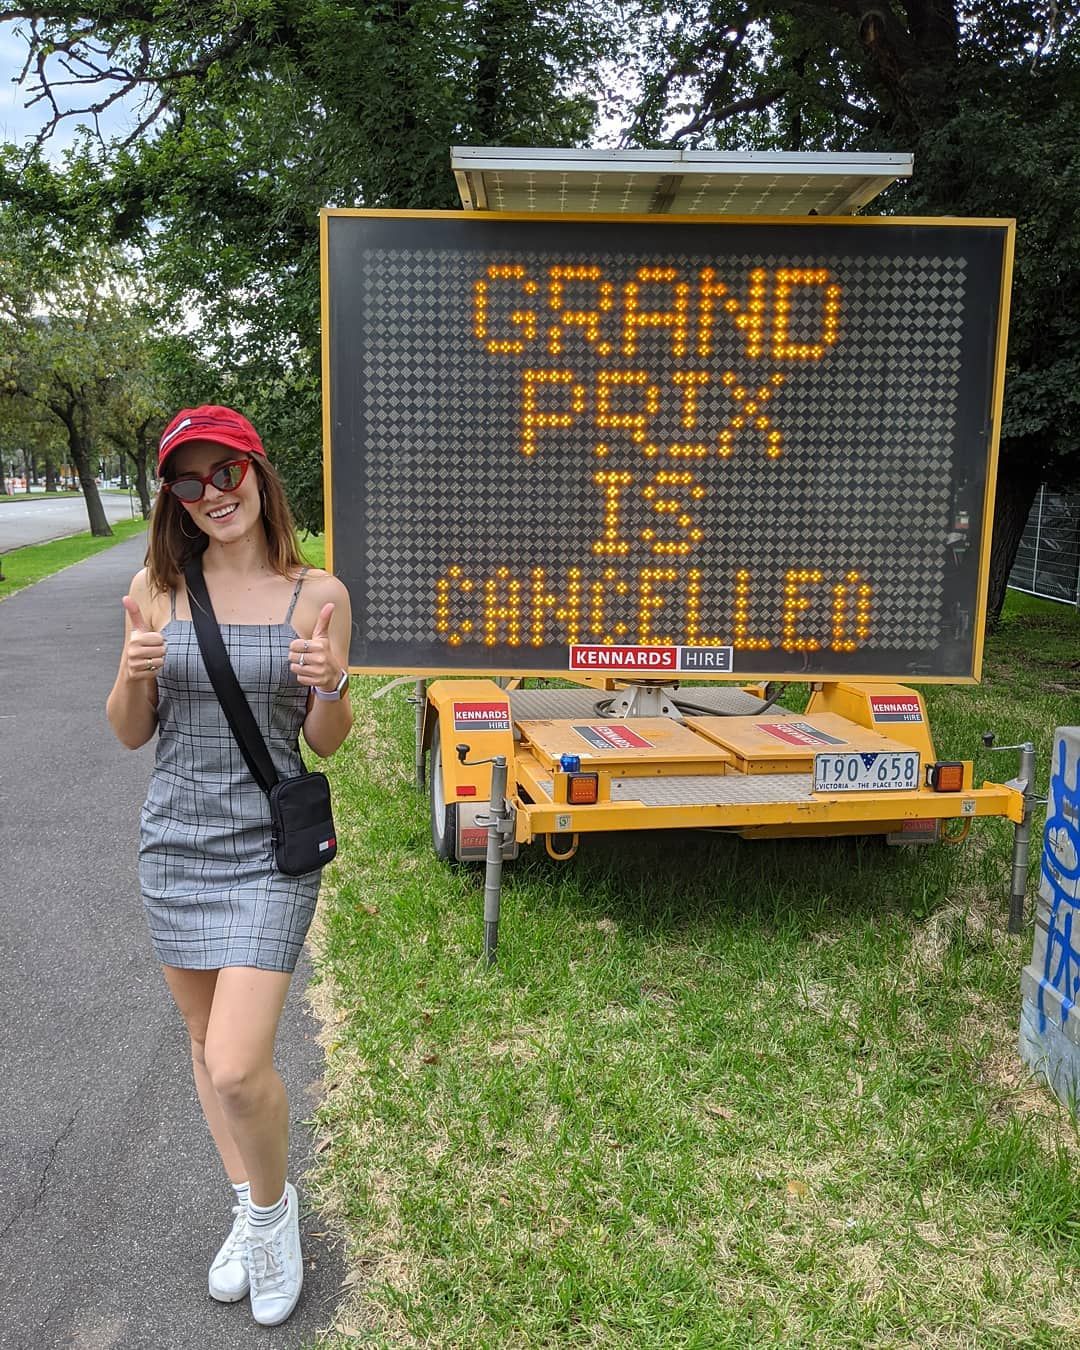 GRAND
PRIX
IS
CANCELLED
KENNARDS HIRE
KENNARDS
HIRE
KENNARDS
HIRE
T90 658
VICTORIA - THE PLACE TO BE